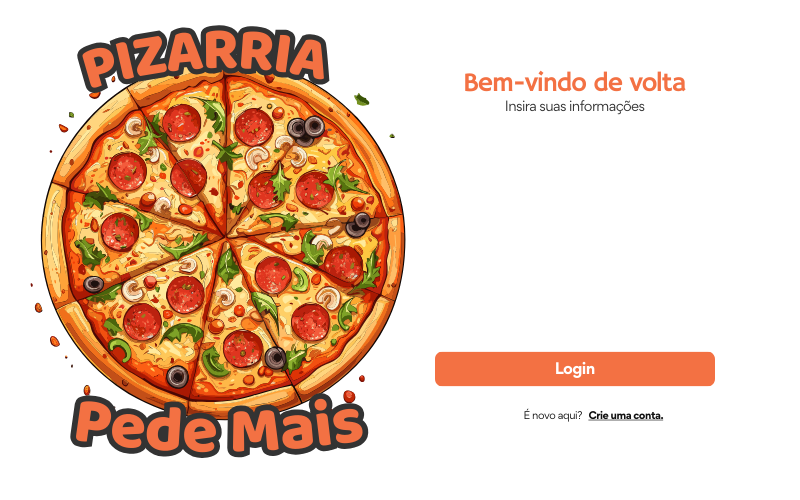 PIZARRIA
Pede Mais
Bem-vindo de volta
Insira suas informações
Login
É novo aqui? Crie uma conta.